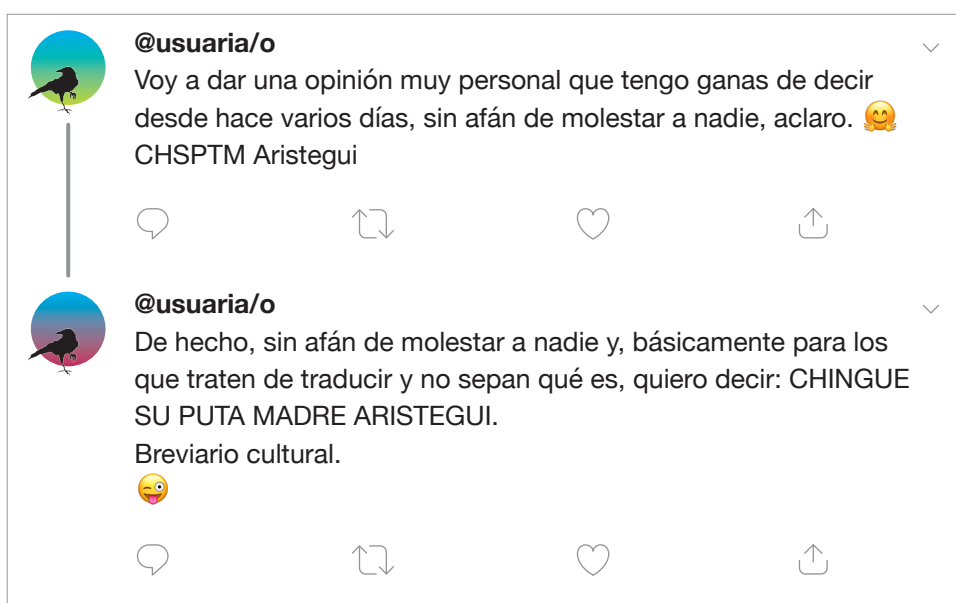 @usuaria/o
Voy a dar una opinión muy personal que tengo ganas de decir
desde hace varios días, sin afán de molestar a nadie, aclaro. 🤗
CHSPTM Aristegui
@usuaria/o
De hecho, sin afán de molestar a nadie y, básicamente para los
que traten de traducir y no sepan qué es, quiero decir: CHINGUE
SU PUTA MADRE ARISTEGUI.
Breviario cultural.
😜